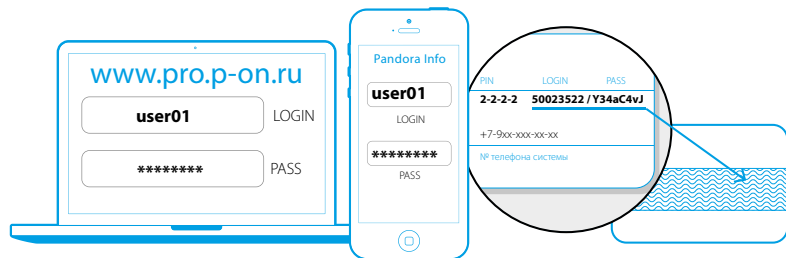 www.pro.p-on.ru
user01 LOGIN
******** PASS
Pandora Info
user01
LOGIN
********
PASS
PIN LOGIN PASS
2-2-2-2 50023522 / Y34aC4vJ
+7-9xx-xxx-xx-xx
№ телефона системы